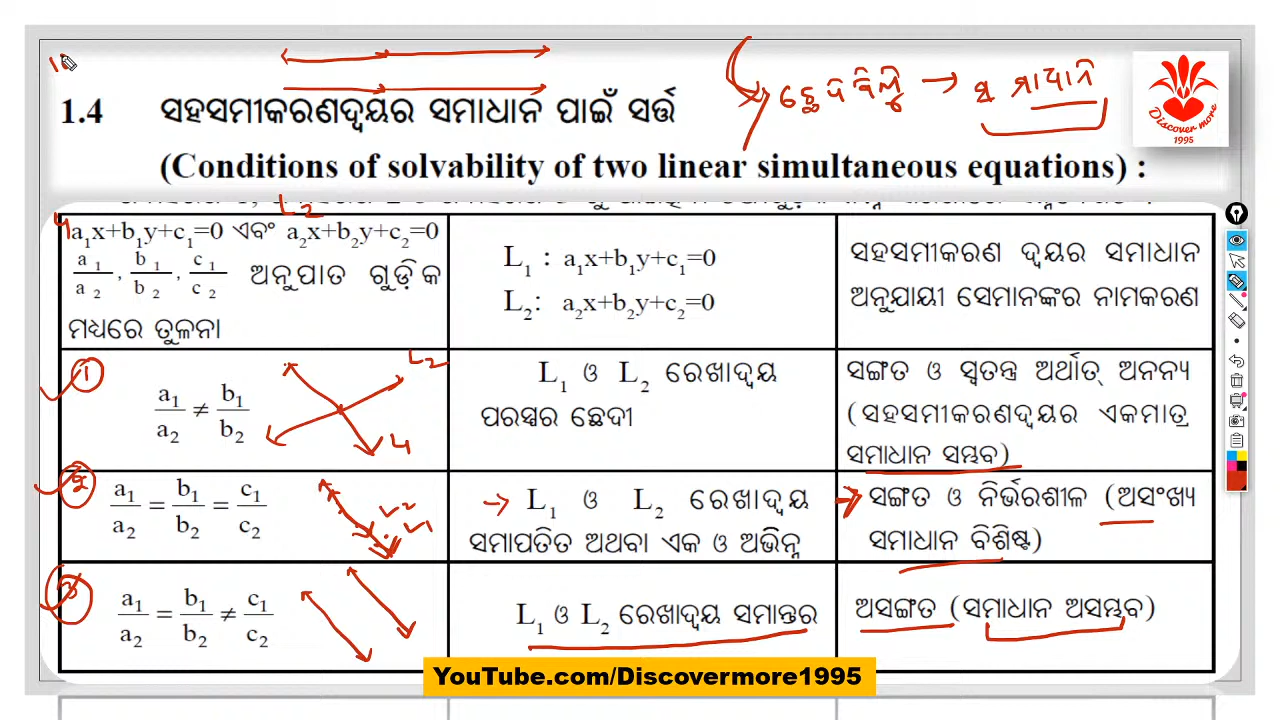 1.4 ସହସମୀକରଣଦ୍ୱୟର ସମାଧାନ ପାଇଁ ସର୍ତ୍ତ
(Conditions of solvability of two linear simultaneous equations) :
ଛେଦବିନ୍ଦୁ → ସମାଧାନ
Discover more
1995
L2
a₁x+b₁y+c₁=0 ଏବଂ a₂x+b₂y+c₂=0
a₁/a₂, b₁/b₂, c₁/c₂ ଅନୁପାତ ଗୁଡ଼ିକ
ମଧ୍ୟରେ ତୁଳନା
L₁ : a₁x+b₁y+c₁=0
L₂: a₂x+b₂y+c₂=0
ସହସମୀକରଣ ଦ୍ୱୟର ସମାଧାନ
ଅନୁଯାୟୀ ସେମାନଙ୍କର ନାମକରଣ
a₁/a₂ ≠ b₁/b₂
L2
L₁ ଓ L₂ ରେଖାଦ୍ୱୟ
ପରସ୍ପର ଛେଦୀ
ସଙ୍ଗତ ଓ ସ୍ୱତନ୍ତ୍ର ଅର୍ଥାତ୍ ଅନନ୍ୟ
(ସହସମୀକରଣଦ୍ୱୟର ଏକମାତ୍ର
ସମାଧାନ ସମ୍ଭବ)
୨
a₁/a₂ = b₁/b₂ = c₁/c₂
L2
L1
→ L₁ ଓ L₂ ରେଖାଦ୍ୱୟ
ସମାପତିତ ଅଥବା ଏକ ଓ ଅଭିନ୍ନ
→ ସଙ୍ଗତ ଓ ନିର୍ଭରଶୀଳ (ଅସଂଖ୍ୟ
ସମାଧାନ ବିଶିଷ୍ଟ)
୩
a₁/a₂ = b₁/b₂ ≠ c₁/c₂
L₁ ଓ L₂ ରେଖାଦ୍ୱୟ ସମାନ୍ତର
ଅସଙ୍ଗତ (ସମାଧାନ ଅସମ୍ଭବ)
YouTube.com/Discovermore1995